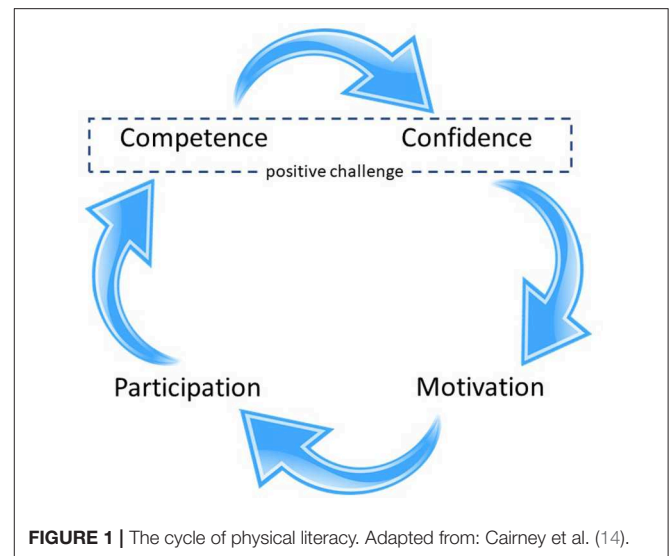 Competence Confidence
positive challenge
Participation Motivation
FIGURE 1 | The cycle of physical literacy. Adapted from: Cairney et al. (14).